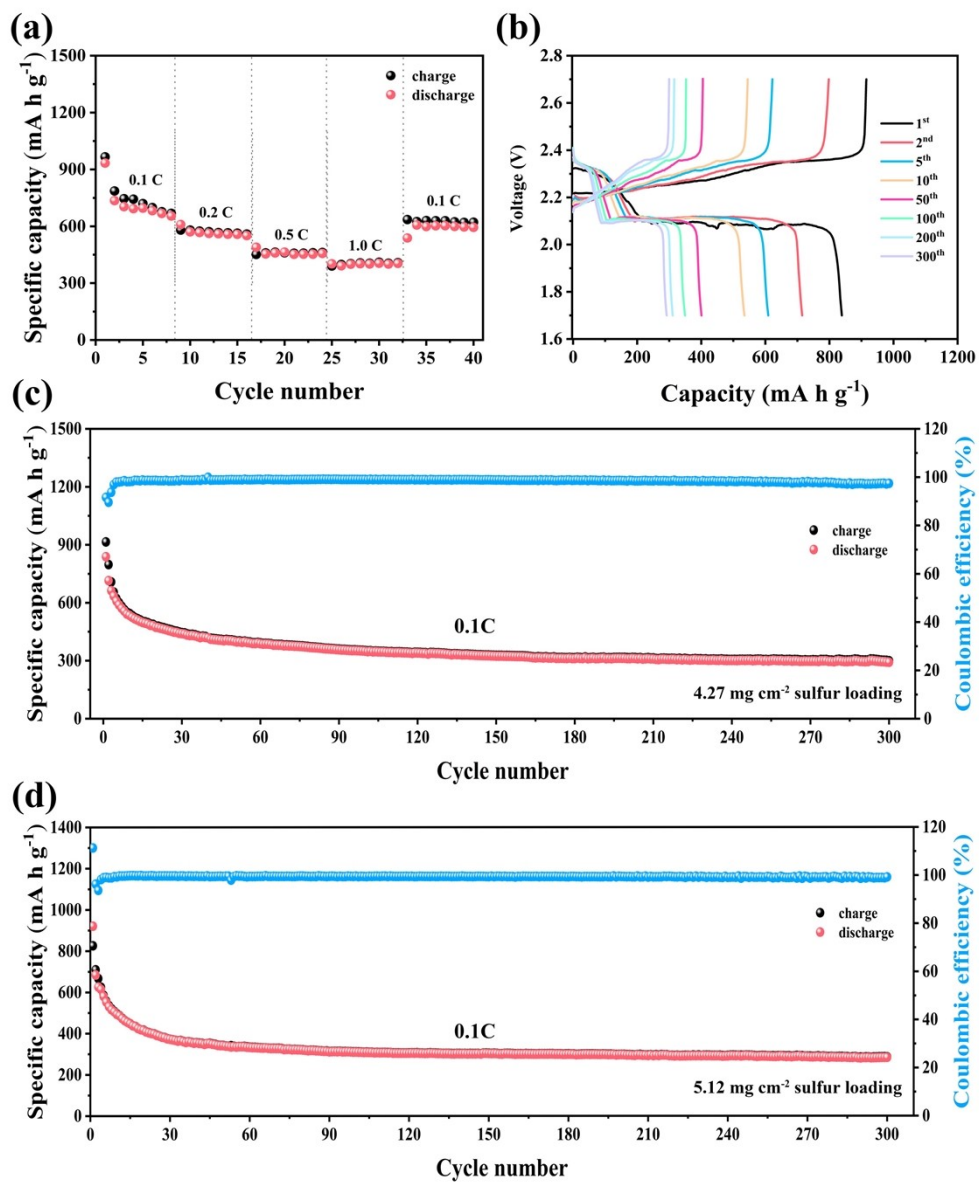 (a)
Specific capacity (mA h g⁻¹)
1500
1200
900
600
300
0
charge
discharge
0.1 C
0.2 C
0.5 C
1.0 C
0.1 C
0 5 10 15 20 25 30 35 40
Cycle number
(b)
Voltage (V)
2.8
2.6
2.4
2.2
2.0
1.8
1.6
1ˢᵗ
2ⁿᵈ
5ᵗʰ
10ᵗʰ
50ᵗʰ
100ᵗʰ
200ᵗʰ
300ᵗʰ
0 200 400 600 800 1000 1200
Capacity (mA h g⁻¹)
(c)
Specific capacity (mA h g⁻¹)
1500
1200
900
600
300
0
charge
discharge
0.1C
4.27 mg cm⁻² sulfur loading
120
100
80
60
40
20
0
Coulombic efficiency (%)
0 30 60 90 120 150 180 210 240 270 300
Cycle number
(d)
Specific capacity (mA h g⁻¹)
1400
1200
1000
800
600
400
200
0
charge
discharge
0.1C
5.12 mg cm⁻² sulfur loading
120
100
80
60
40
20
0
Coulombic efficiency (%)
0 30 60 90 120 150 180 210 240 270 300
Cycle number